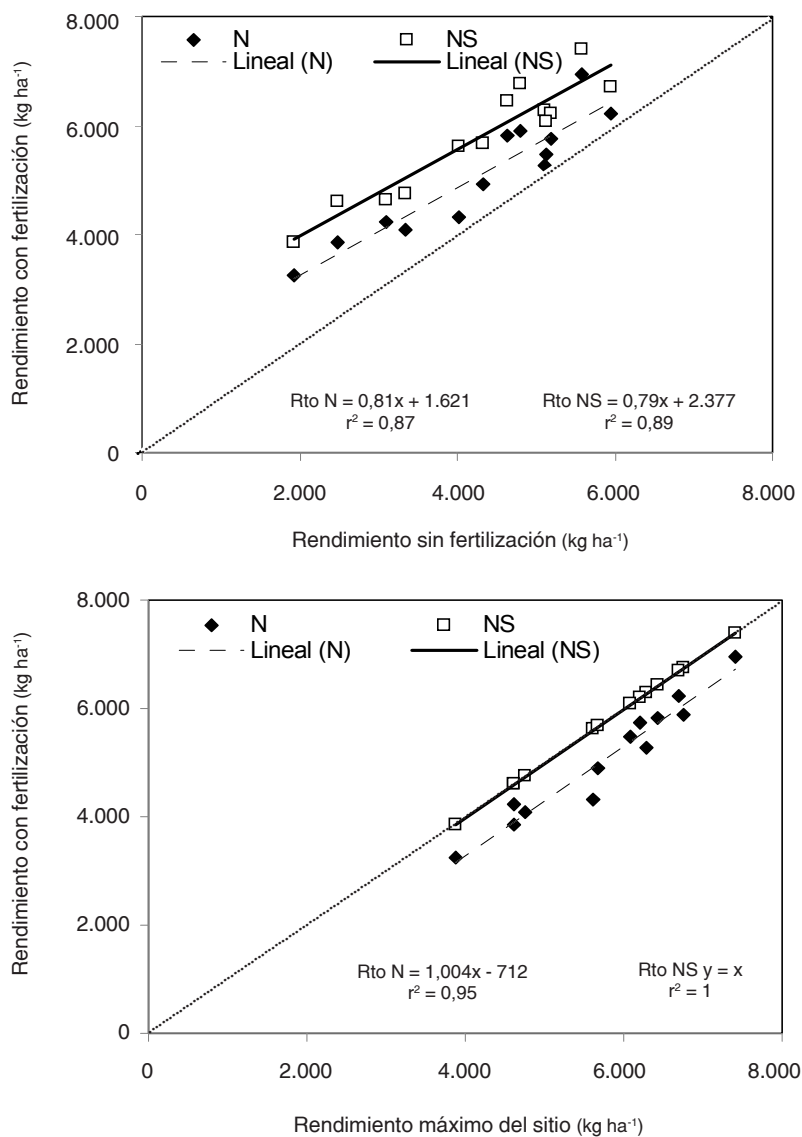 8.000
N
NS
Lineal (N)
Lineal (NS)
6.000
4.000
2.000
0
Rendimiento con fertilización (kg ha⁻¹)
Rto N = 0,81x + 1.621
r² = 0,87
Rto NS = 0,79x + 2.377
r² = 0,89
0
2.000
4.000
6.000
8.000
Rendimiento sin fertilización (kg ha⁻¹)
8.000
N
NS
Lineal (N)
Lineal (NS)
6.000
4.000
2.000
0
Rendimiento con fertilización (kg ha⁻¹)
Rto N = 1,004x - 712
r² = 0,95
Rto NS y = x
r² = 1
0
2.000
4.000
6.000
8.000
Rendimiento máximo del sitio (kg ha⁻¹)